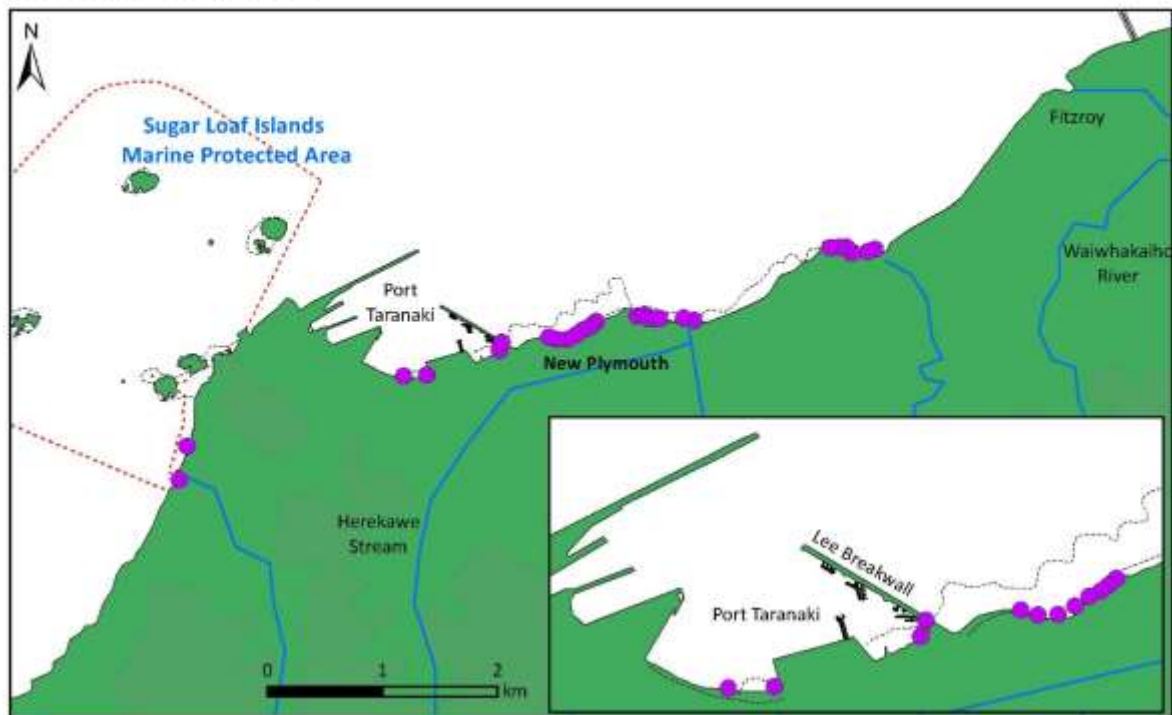 N
Sugar Loaf Islands
Marine Protected Area
Fitzroy
Waiwhakaiho
River
Port
Taranaki
New Plymouth
Herekawe
Stream
0 1 2
km
Lee Breakwall
Port Taranaki